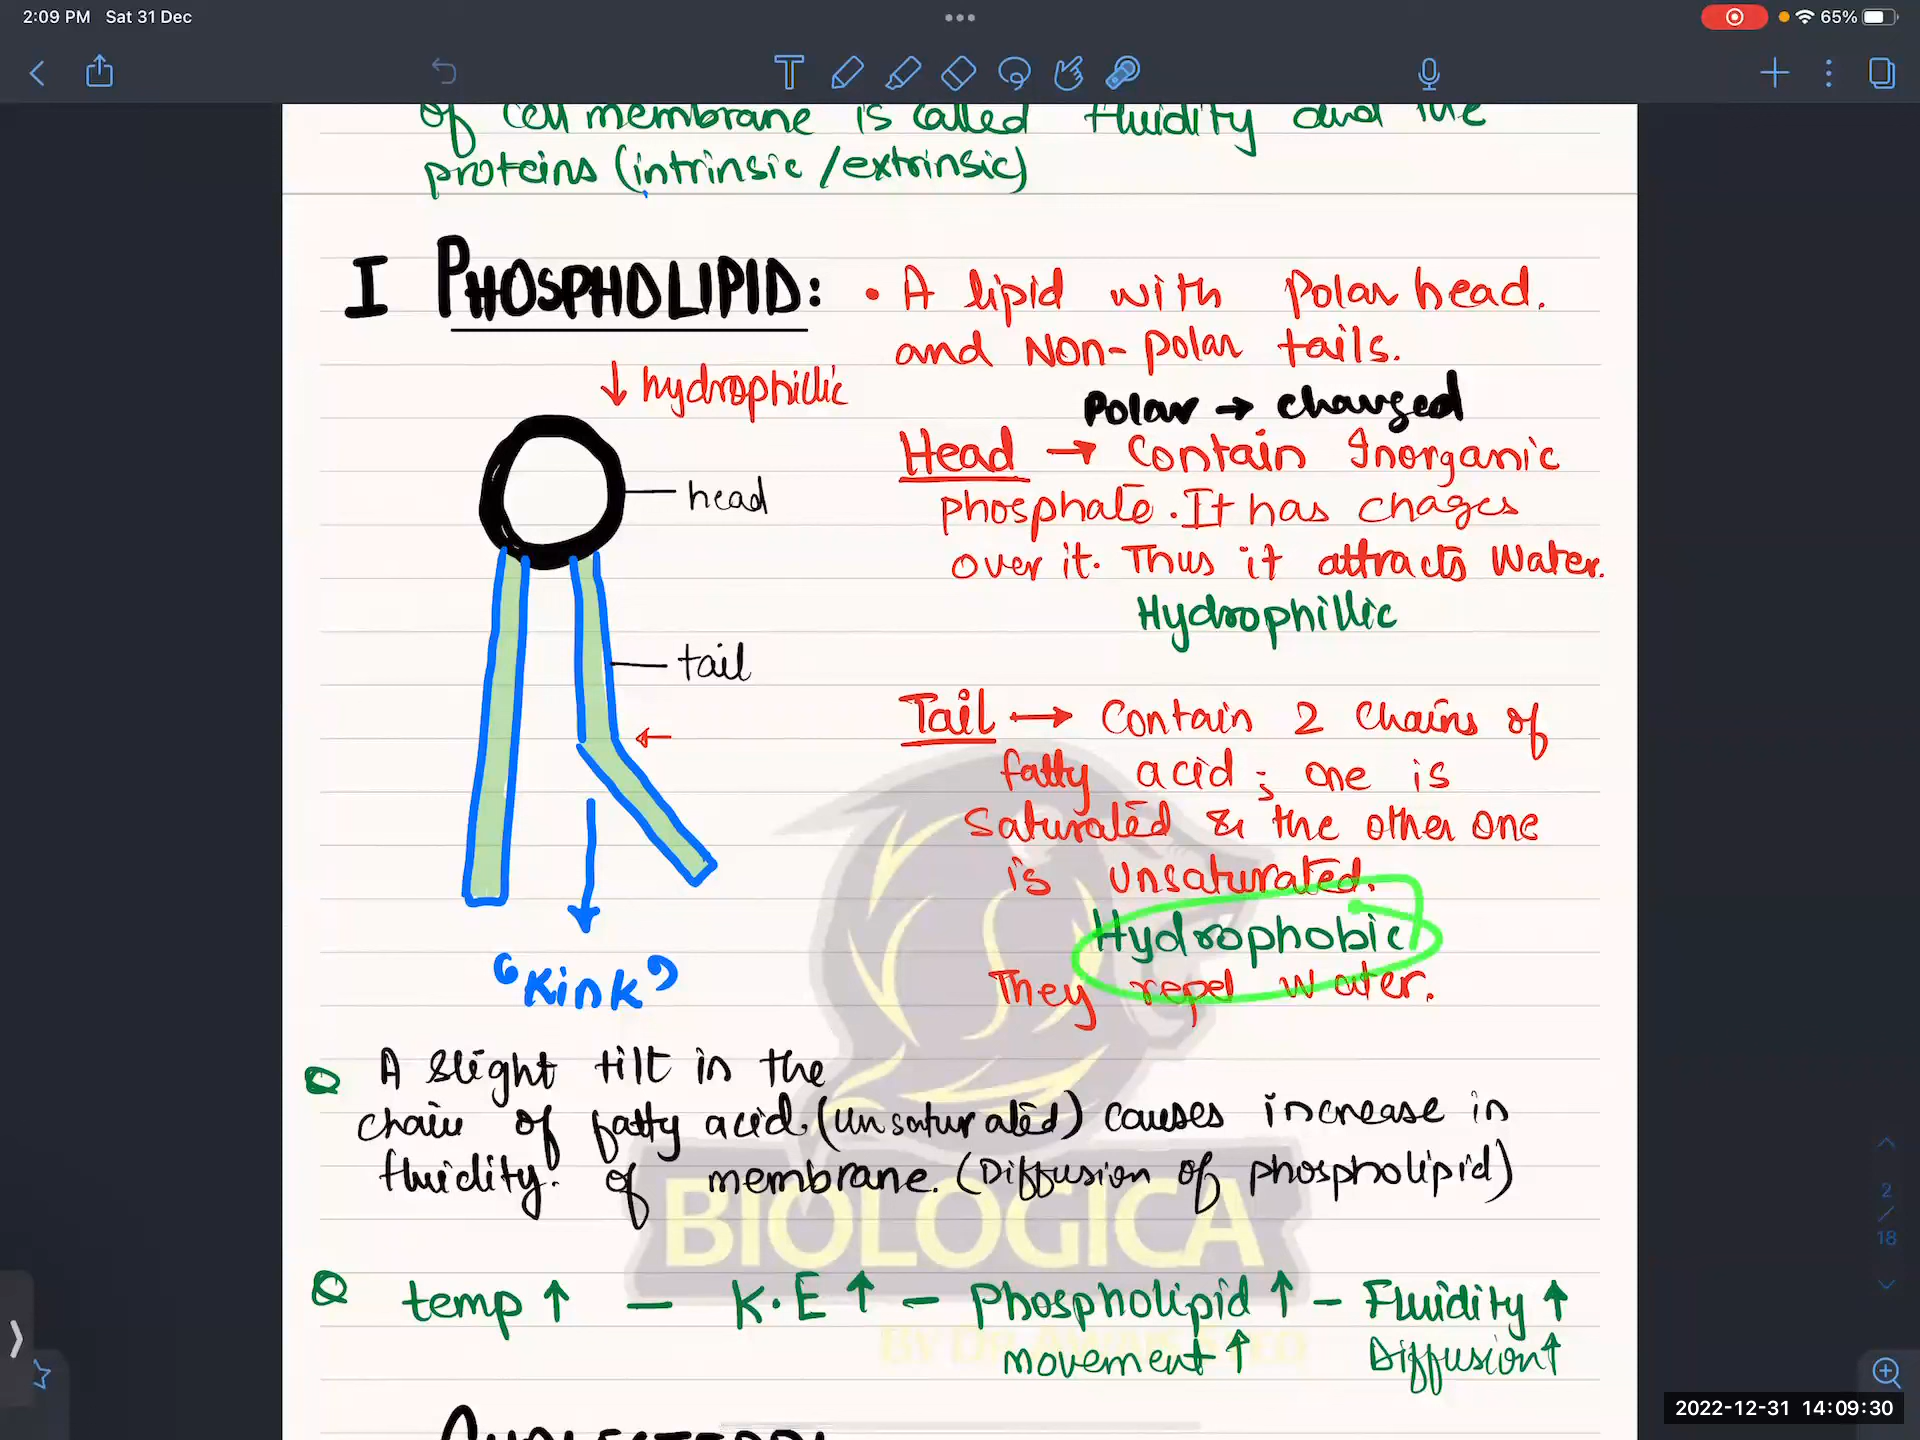 2:09 PM Sat 31 Dec
65%
of cell membrane is called fluidity and the
proteins (intrinsic /extrinsic)
I PHOSPHOLIPID:
• A lipid with Polar head.
and Non-polar tails.
↓ hydrophillic
Polar → charged
Head → Contain Inorganic
phosphate. It has chages
over it. Thus it attracts Water.
Hydrophillic
head
tail
Tail → Contain 2 chains of
fatty acid; one is
Saturated & the other one
is Unsaturated.
Hydrophobic
They repel water.
"Kink"
A slight tilt in the
chain of fatty acid (unsaturated) causes increase in
fluidity. of membrane. (Diffusion of phospholipid)
BIOLOGICA
temp ↑ — K.E ↑ — Phospholipid ↑ — Fluidity ↑
movement ↑ Diffusion ↑
CHOLESTEROL
2
/
18
2022-12-31 14:09:30